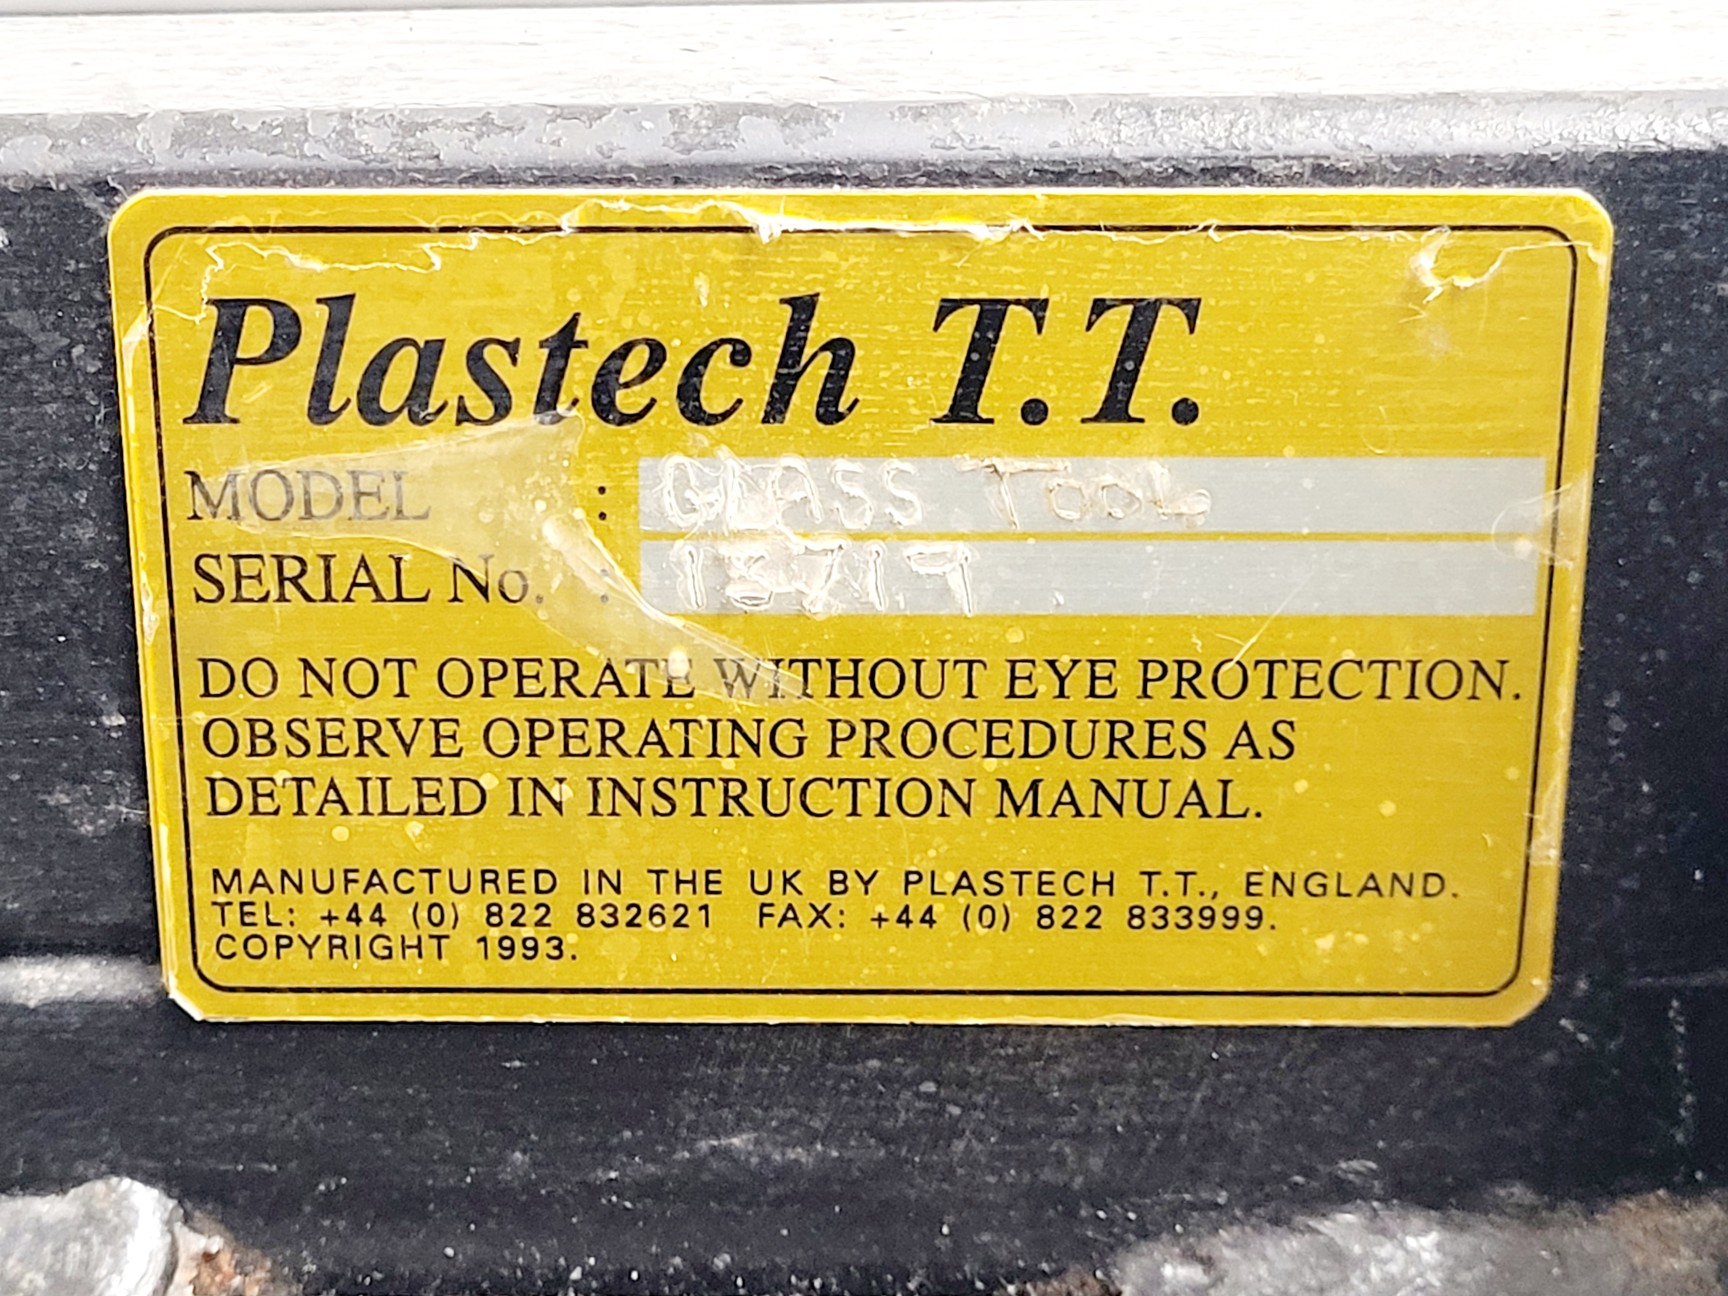 Plastech T.T.
MODEL : GLASS TOOL
SERIAL No. :
DO NOT OPERATE WITHOUT EYE PROTECTION.
OBSERVE OPERATING PROCEDURES AS
DETAILED IN INSTRUCTION MANUAL.
MANUFACTURED IN THE UK BY PLASTECH T.T., ENGLAND.
TEL: +44 (0) 822 832621 FAX: +44 (0) 822 833999.
COPYRIGHT 1993.